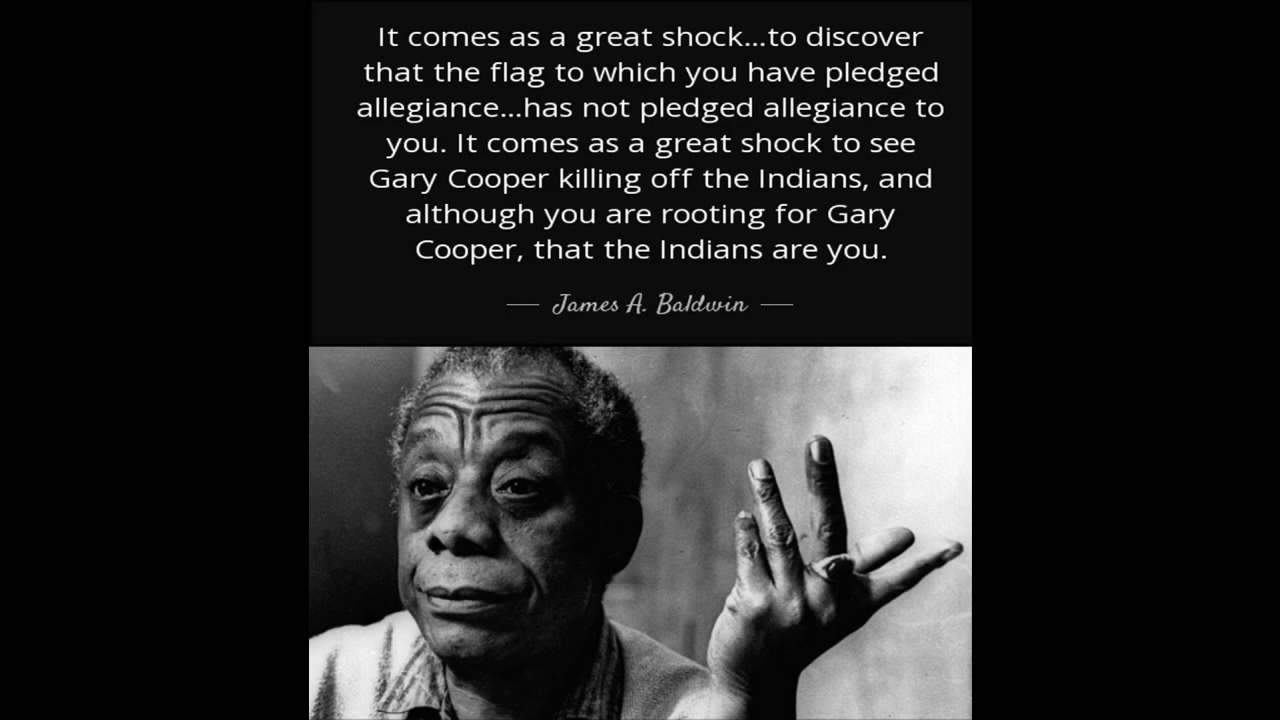 It comes as a great shock...to discover
that the flag to which you have pledged
allegiance...has not pledged allegiance to
you. It comes as a great shock to see
Gary Cooper killing off the Indians, and
although you are rooting for Gary
Cooper, that the Indians are you.
James A. Baldwin